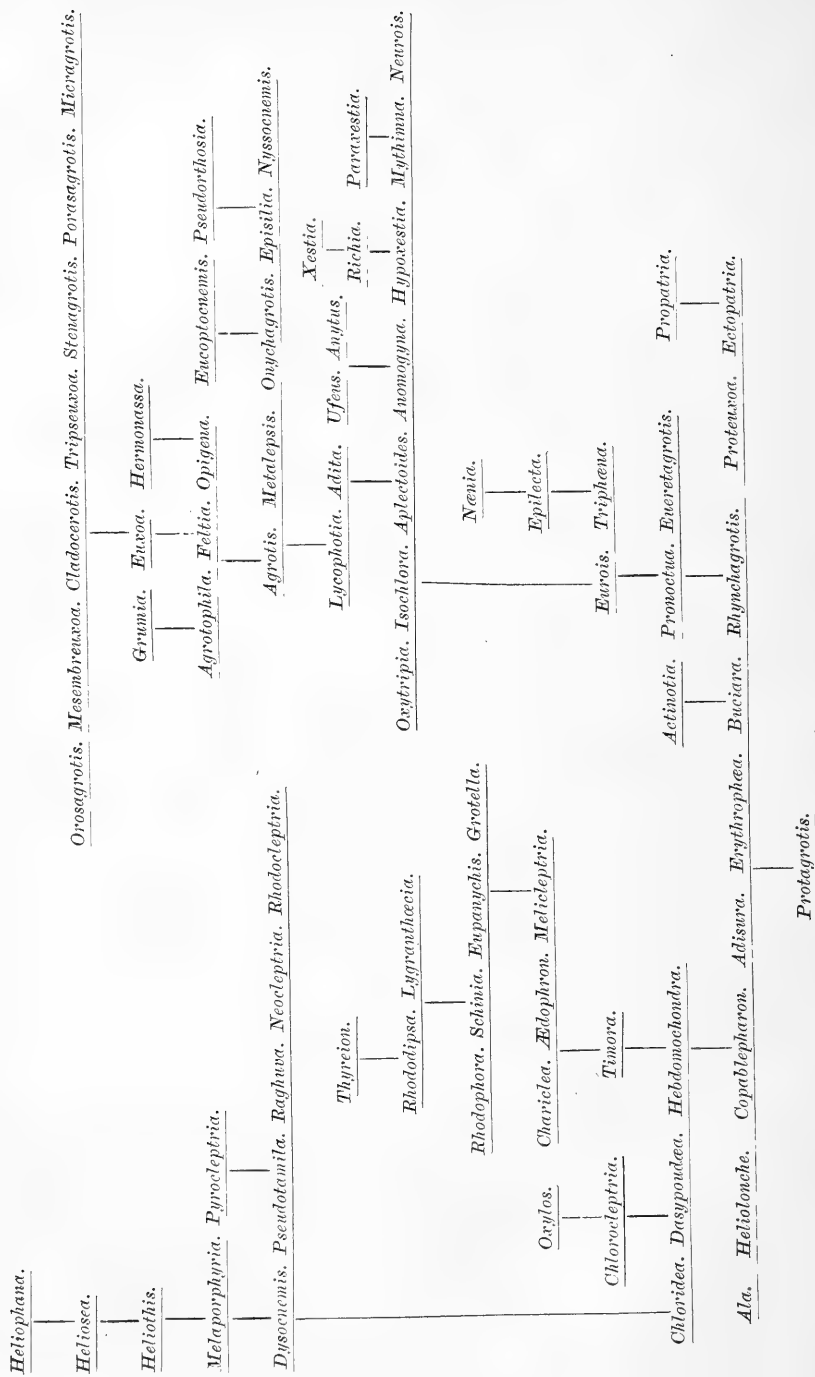 Orosagrotis. Mesembreuxoa. Cladocerotis. Tripseuxoa. Stenagrotis. Porasagrotis. Micragrotis.
Grumia. Euxoa. Hermonassa.
Agrotophila. Feltia. Opigena. Eucoptocnemis. Pseudorthosia.
Agrotis. Metalepsis. Onychagrotis. Episilia. Nyssocnemis.
Xestia.
Lycophotia. Adita. Ufeus. Anytus. Richia. Paraxestia.
Oxytripia. Isochlora. Aplectoides. Anomogyna. Hypoxestia. Mythimna. Neurois.
Heliophana.
Heliosea.
Heliothis.
Melaporphyria. Pyrocleptria.
Dysocnemis. Pseudotamila. Raghuva. Neocleptria. Rhodocleptria.
Thyreion.
Rhododipsa. Lygranthœcia.
Rhodophora. Schinia. Eupanychis. Grotella.
Nænia.
Epilecta.
Oxylos. Chariclea. Ædophron. Melicleptria.
Chlorocleptria. Timora.
Eurois. Triphæna.
Chloridea. Dasypoudæa. Hebdomochondra. Actinotia. Pronoctua. Eueretagrotis. Propatria.
Ala. Heliolonche. Copablepharon. Adisura. Erythrophæa. Buciara. Rhynchagrotis. Proteuxoa. Ectopatria.
Protagrotis.